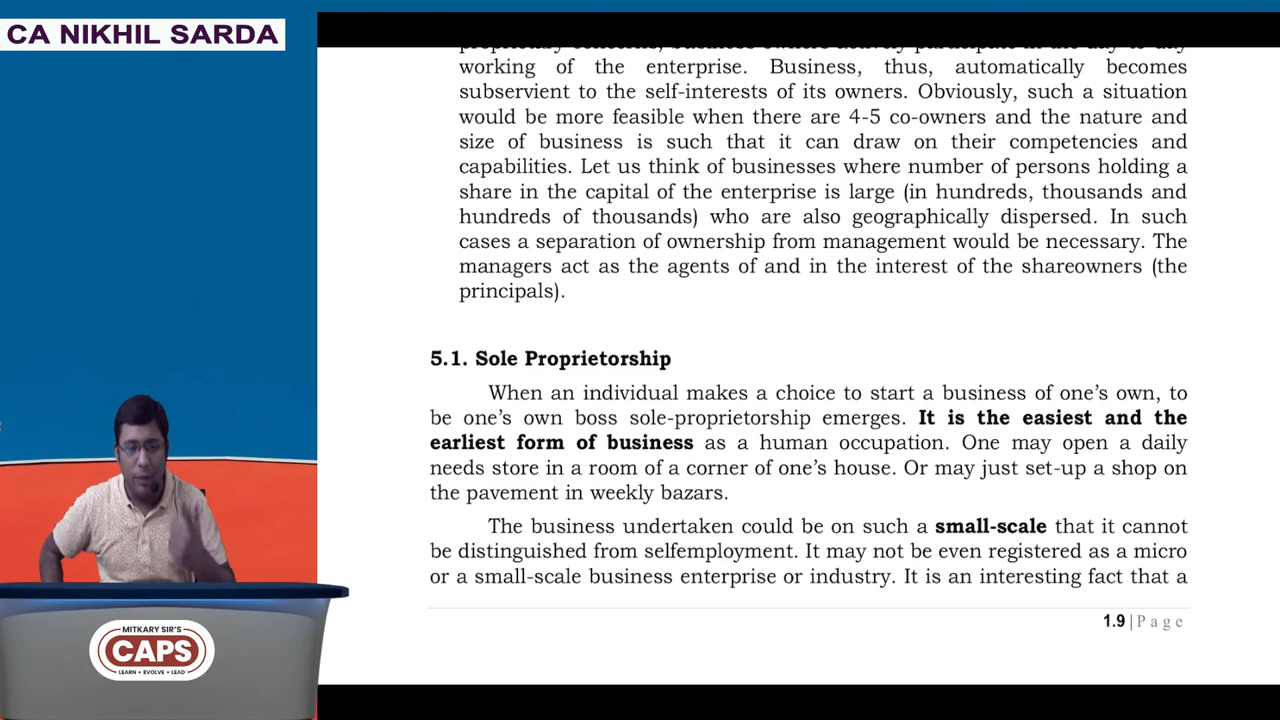 CA NIKHIL SARDA
working of the enterprise. Business, thus, automatically becomes
subservient to the self-interests of its owners. Obviously, such a situation
would be more feasible when there are 4-5 co-owners and the nature and
size of business is such that it can draw on their competencies and
capabilities. Let us think of businesses where number of persons holding a
share in the capital of the enterprise is large (in hundreds, thousands and
hundreds of thousands) who are also geographically dispersed. In such
cases a separation of ownership from management would be necessary. The
managers act as the agents of and in the interest of the shareowners (the
principals).
5.1. Sole Proprietorship
When an individual makes a choice to start a business of one’s own, to
be one’s own boss sole-proprietorship emerges. It is the easiest and the
earliest form of business as a human occupation. One may open a daily
needs store in a room of a corner of one’s house. Or may just set-up a shop on
the pavement in weekly bazars.
The business undertaken could be on such a small-scale that it cannot
be distinguished from selfemployment. It may not be even registered as a micro
or a small-scale business enterprise or industry. It is an interesting fact that a
1.9 | Page
MITKARY SIR'S
CAPS
LEARN • EVOLVE • LEAD